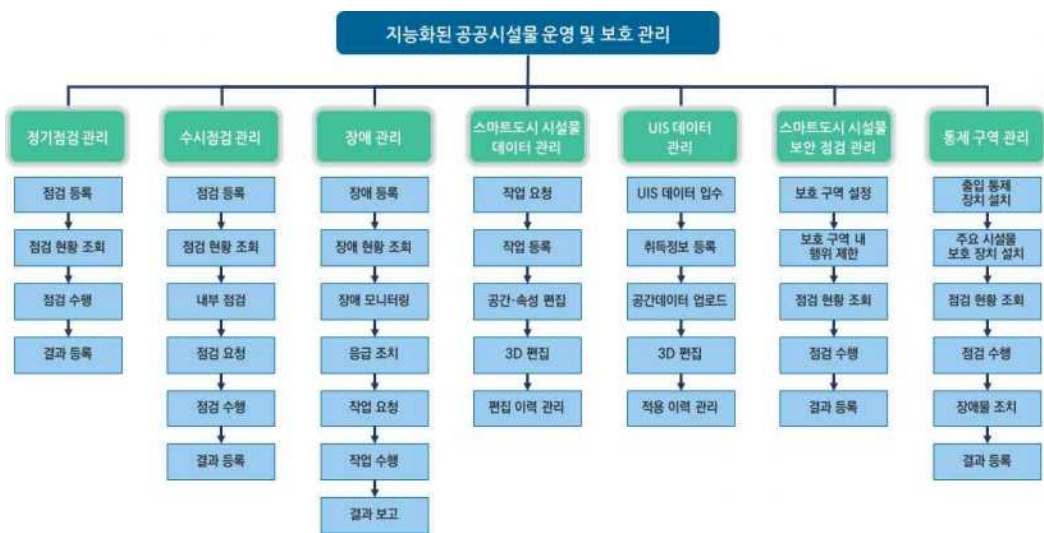 지능화된 공공시설물 운영 및 보호 관리
정기점검 관리
점검 등록
점검 현황 조회
점검 수행
결과 등록
수시점검 관리
점검 등록
점검 현황 조회
내부 점검
점검 요청
점검 수행
결과 등록
장애 관리
장애 등록
장애 현황 조회
장애 모니터링
응급 조치
작업 요청
작업 수행
결과 보고
스마트도시 시설물
데이터 관리
작업 요청
작업 등록
공간·속성 편집
3D 편집
편집 이력 관리
UIS 데이터
관리
UIS 데이터 입수
취득정보 등록
공간데이터 업로드
3D 편집
적용 이력 관리
스마트도시 시설물
보안 점검 관리
보호 구역 설정
보호 구역 내
행위 제한
점검 현황 조회
점검 수행
결과 등록
통제 구역 관리
출입 통제
장치 설치
주요 시설물
보호 장치 설치
점검 현황 조회
점검 수행
장애물 조치
결과 등록